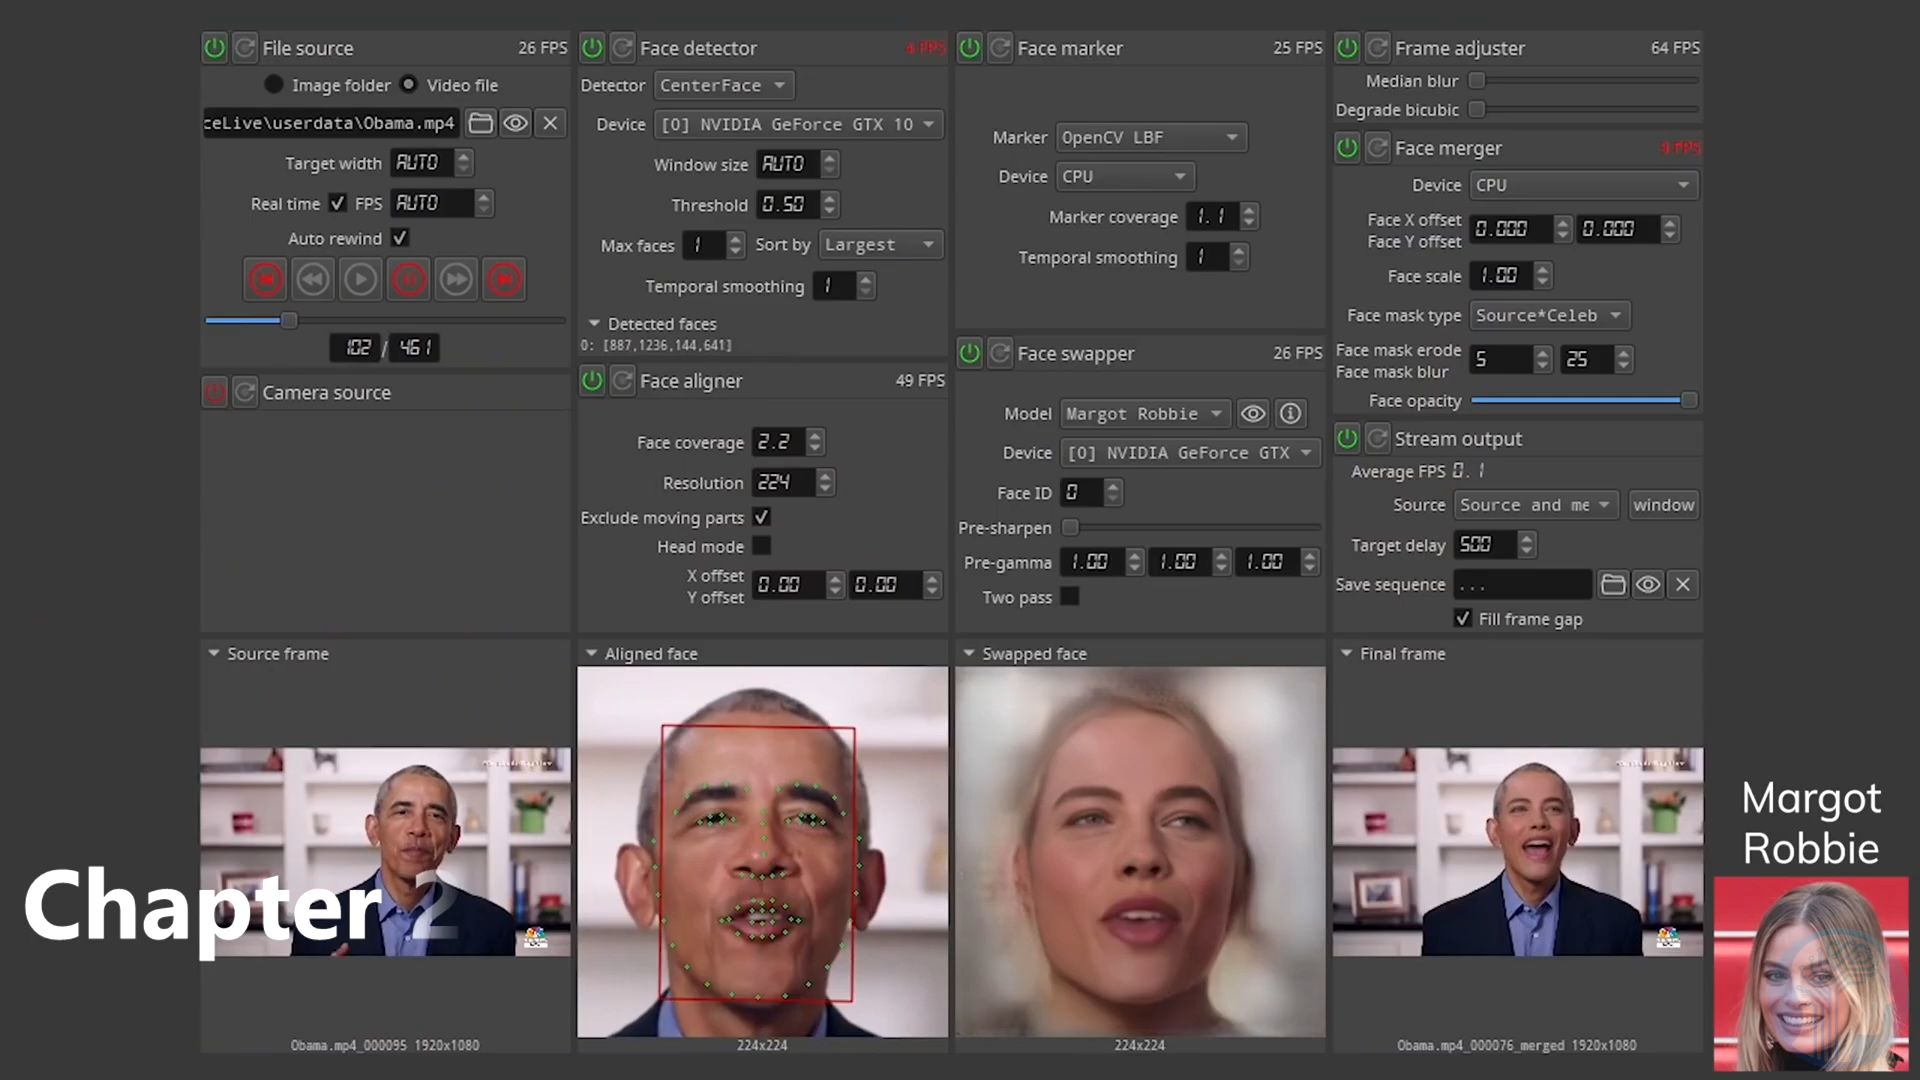 File source 26 FPS
Image folder Video file
ceLive\userdata\Obama.mp4
Target width AUTO
Real time FPS AUTO
Auto rewind
102 / 461
Camera source
Face detector 4 FPS
Detector CenterFace
Device [0] NVIDIA GeForce GTX 10
Window size AUTO
Threshold 0.50
Max faces 1 Sort by Largest
Temporal smoothing 1
Detected faces
0: [887,1236,144,641]
Face aligner 49 FPS
Face coverage 2.2
Resolution 224
Exclude moving parts
Head mode
X offset
Y offset
0.00 0.00
Face marker 25 FPS
Marker OpenCV LBF
Device CPU
Marker coverage 1.1
Temporal smoothing 1
Face swapper 26 FPS
Model Margot Robbie
Device [0] NVIDIA GeForce GTX
Face ID 0
Pre-sharpen
Pre-gamma 1.00 1.00 1.00
Two pass
Frame adjuster 64 FPS
Median blur
Degrade bicubic
Face merger 9 FPS
Device CPU
Face X offset
Face Y offset
0.000 0.000
Face scale 1.00
Face mask type Source*Celeb
Face mask erode
Face mask blur
5 25
Face opacity
Stream output
Average FPS 0.1
Source Source and me window
Target delay 500
Save sequence ...
Fill frame gap
Source frame
Obama.mp4_000095 1920x1080
Aligned face
224x224
Swapped face
224x224
Final frame
Obama.mp4_000076_merged 1920x1080
Chapter 2
Margot
Robbie